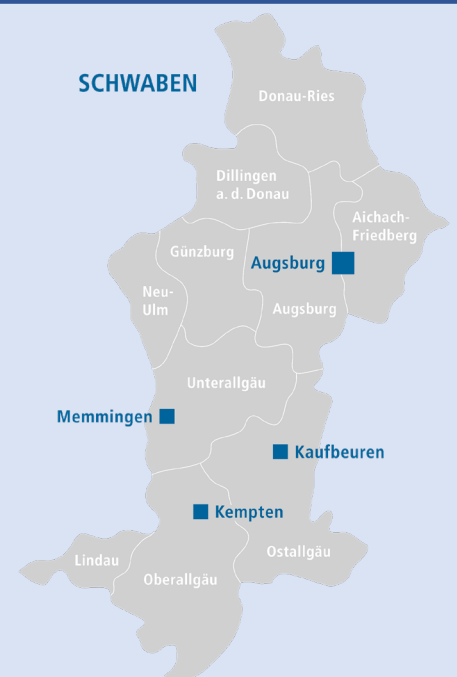 SCHWABEN
Donau-Ries
Dillingen
a. d. Donau
Aichach-
Friedberg
Günzburg
Augsburg
Neu-
Ulm
Augsburg
Unterallgäu
Memmingen
Kaufbeuren
Kempten
Ostallgäu
Lindau
Oberallgäu